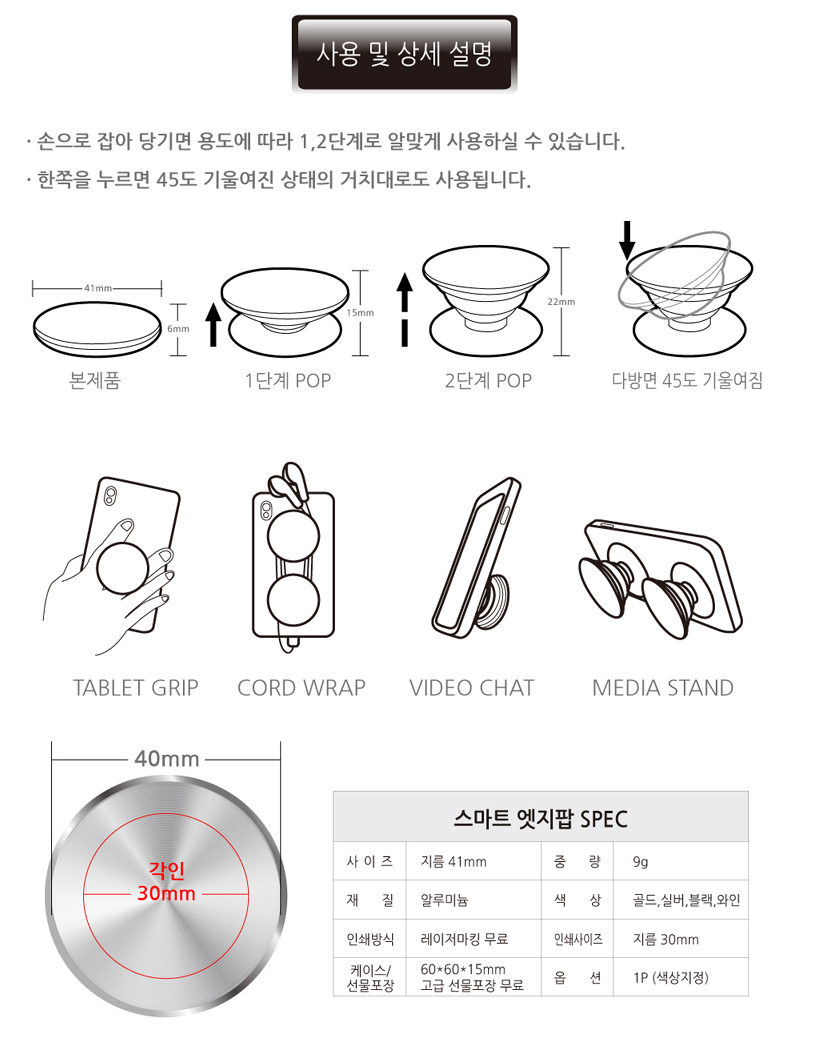 사용 및 상세 설명
· 손으로 잡아 당기면 용도에 따라 1,2단계로 알맞게 사용하실 수 있습니다.
· 한쪽을 누르면 45도 기울여진 상태의 거치대로도 사용됩니다.
41mm
6mm
15mm
22mm
본제품
1단계 POP
2단계 POP
다방면 45도 기울여짐
TABLET GRIP
CORD WRAP
VIDEO CHAT
MEDIA STAND
40mm
각인
30mm
스마트 엣지팝 SPEC
사 이 즈 지름 41mm 중 량 9g
재 질 알루미늄 색 상 골드,실버,블랙,와인
인쇄방식 레이저마킹 무료 인쇄사이즈 지름 30mm
케이스/
선물포장
60*60*15mm
고급 선물포장 무료
옵 션 1P (색상지정)